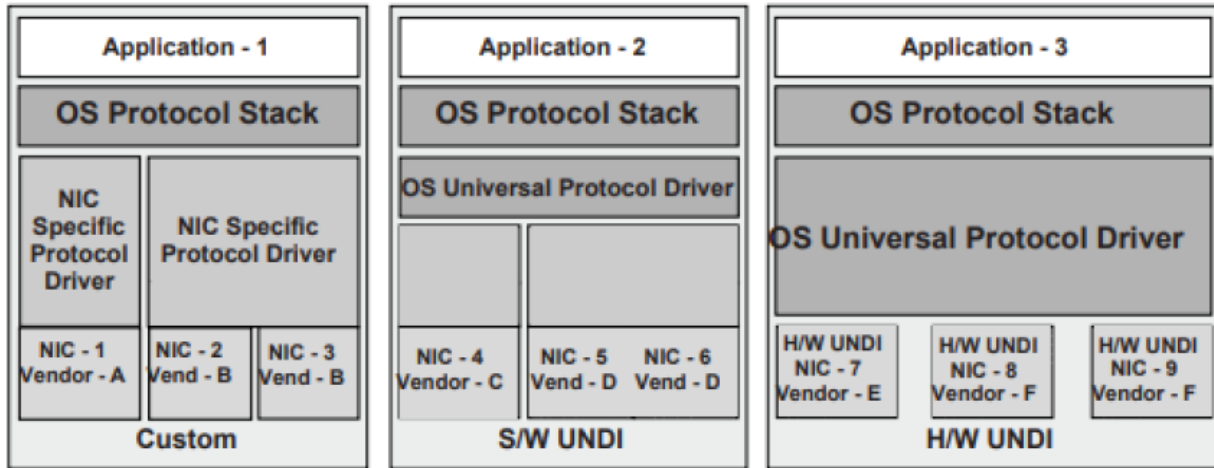 Application - 1
OS Protocol Stack
NIC
Specific
Protocol
Driver
NIC Specific
Protocol Driver
NIC - 1
Vendor - A
NIC - 2
Vend - B
NIC - 3
Vend - B
Custom
Application - 2
OS Protocol Stack
OS Universal Protocol Driver
NIC - 4
Vendor - C
NIC - 5
Vend - D
NIC - 6
Vend - D
S/W UNDI
Application - 3
OS Protocol Stack
OS Universal Protocol Driver
H/W UNDI
NIC - 7
Vendor - E
H/W UNDI
NIC - 8
Vendor - F
H/W UNDI
NIC - 9
Vendor - F
H/W UNDI